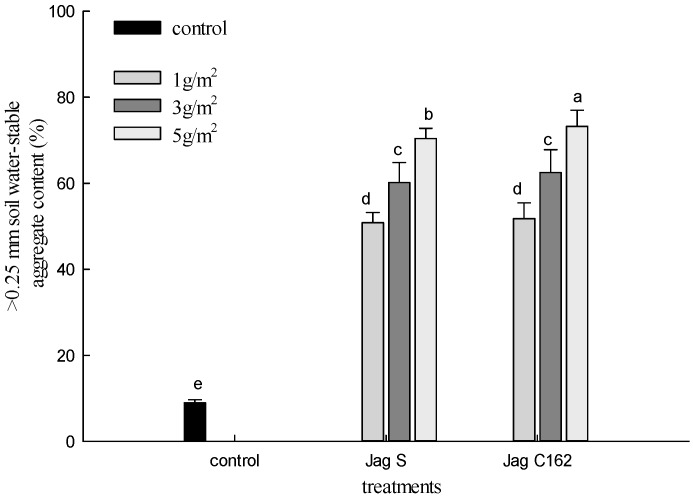 100
80
60
40
20
0
>0.25 mm soil water-stable
aggregate content (%)
control
1g/m²
3g/m²
5g/m²
e
d
c
b
d
c
a
control
Jag S
Jag C162
treatments